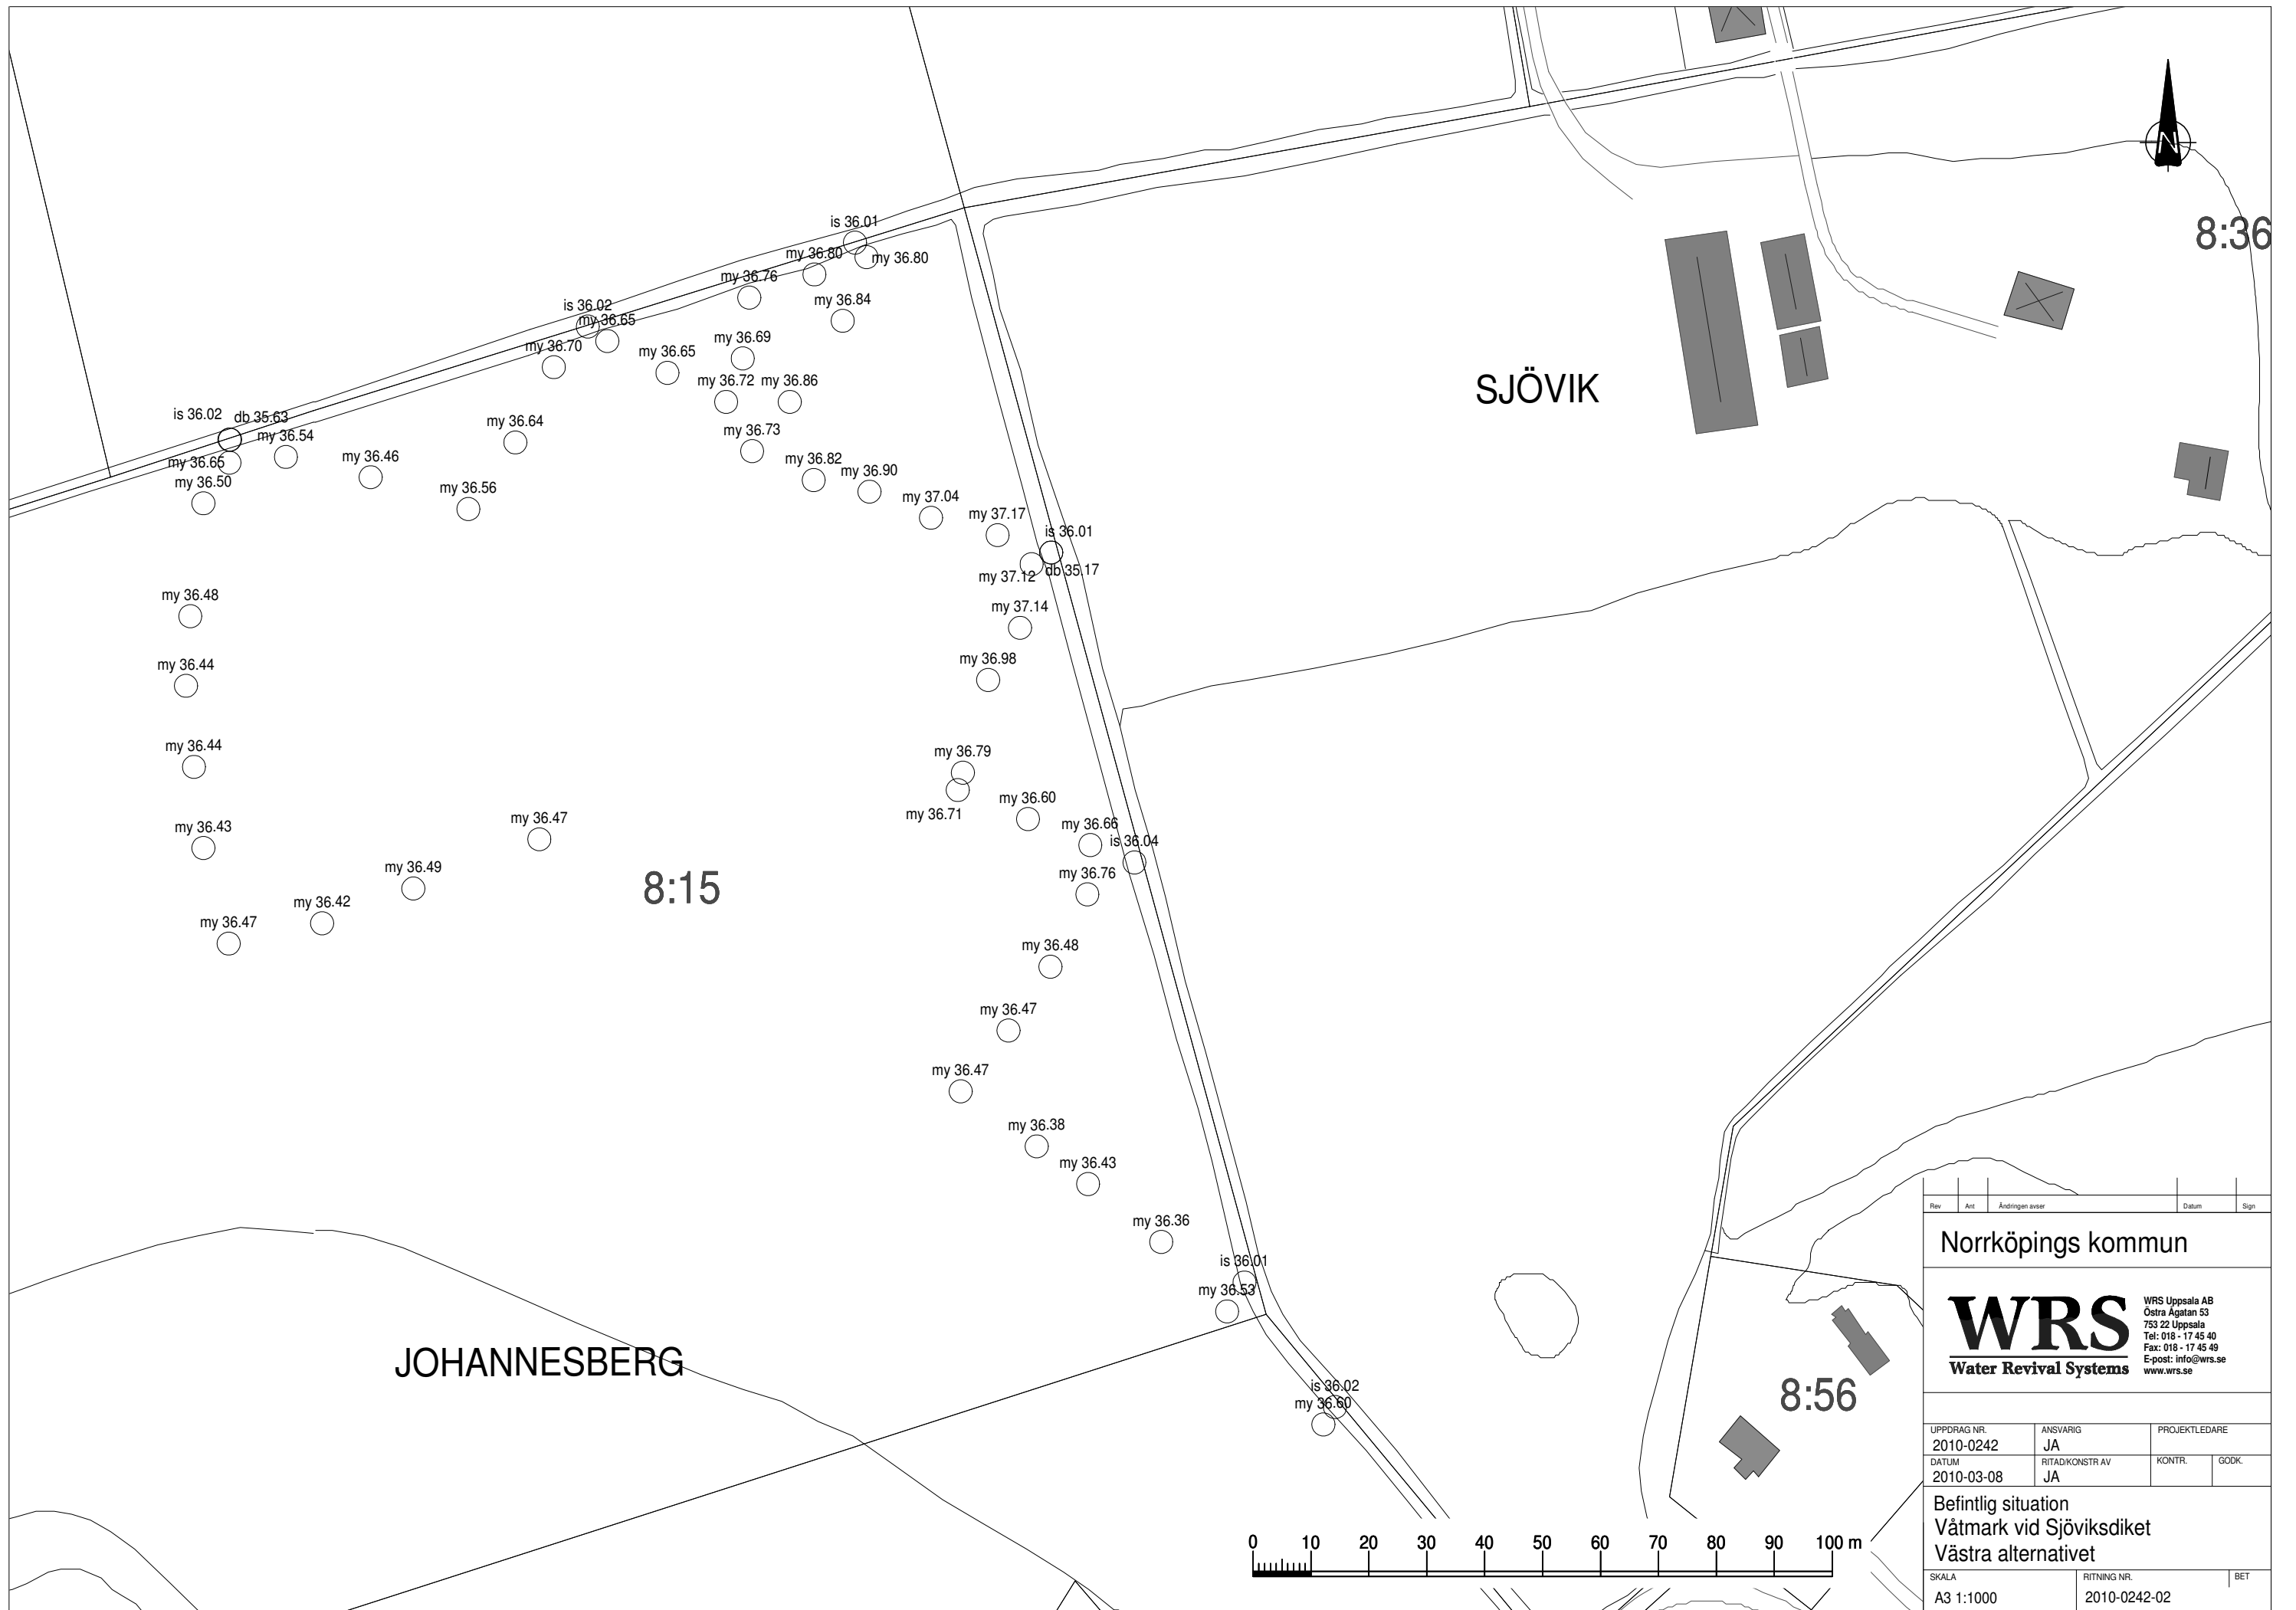 8:36
is 36.01
my 36.80
my 36.80
my 36.76
my 36.84
is 36.02
my 36.65
my 36.70
my 36.65
my 36.69
my 36.72
my 36.86
SJÖVIK
is 36.02
db 35.63
my 36.54
my 36.64
my 36.73
my 36.65
my 36.46
my 36.82
my 36.90
my 36.50
my 36.56
my 37.04
my 37.17
is 36.01
my 37.12
db 35.17
my 36.48
my 37.14
my 36.44
my 36.98
my 36.44
my 36.79
my 36.71
my 36.60
my 36.43
my 36.47
my 36.66
is 36.04
my 36.49
8:15
my 36.76
my 36.42
my 36.47
my 36.48
my 36.47
my 36.47
my 36.38
my 36.43
my 36.36
is 36.01
my 36.53
JOHANNESBERG
is 36.02
my 36.60
8:56
0 10 20 30 40 50 60 70 80 90 100 m
Rev Ant Ändringen avser Datum Sign
Norrköpings kommun
WRS
Water Revival Systems
WRS Uppsala AB
Östra Ågatan 53
753 22 Uppsala
Tel: 018 - 17 45 40
Fax: 018 - 17 45 49
E-post: info@wrs.se
www.wrs.se
UPPDRAG NR. ANSVARIG PROJEKTLEDARE
2010-0242 JA
DATUM RITAD/KONSTR AV KONTR. GODK.
2010-03-08 JA
Befintlig situation
Våtmark vid Sjöviksdiket
Västra alternativet
SKALA RITNING NR. BET
A3 1:1000 2010-0242-02
N